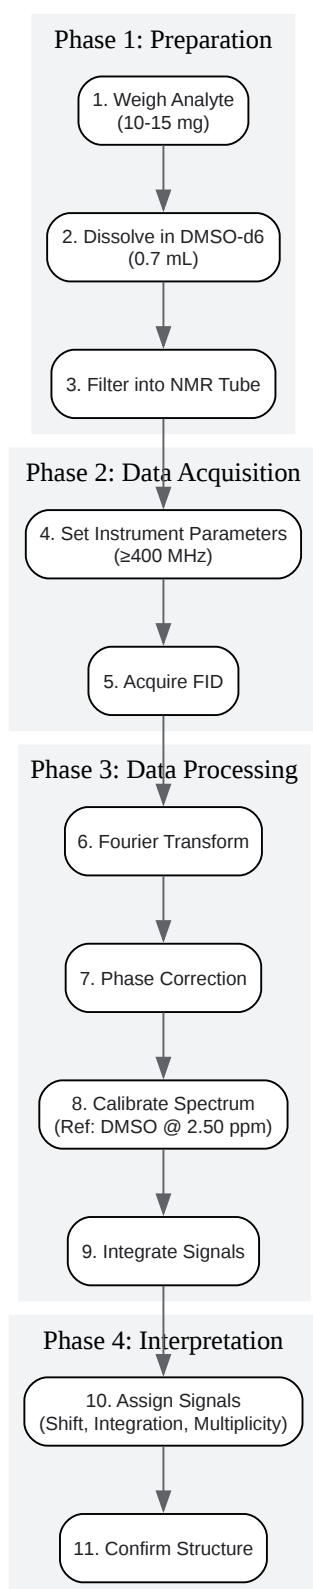 Phase 1: Preparation
1. Weigh Analyte
(10-15 mg)
2. Dissolve in DMSO-d6
(0.7 mL)
3. Filter into NMR Tube
Phase 2: Data Acquisition
4. Set Instrument Parameters
(≥400 MHz)
5. Acquire FID
Phase 3: Data Processing
6. Fourier Transform
7. Phase Correction
8. Calibrate Spectrum
(Ref: DMSO @ 2.50 ppm)
9. Integrate Signals
Phase 4: Interpretation
10. Assign Signals
(Shift, Integration, Multiplicity)
11. Confirm Structure